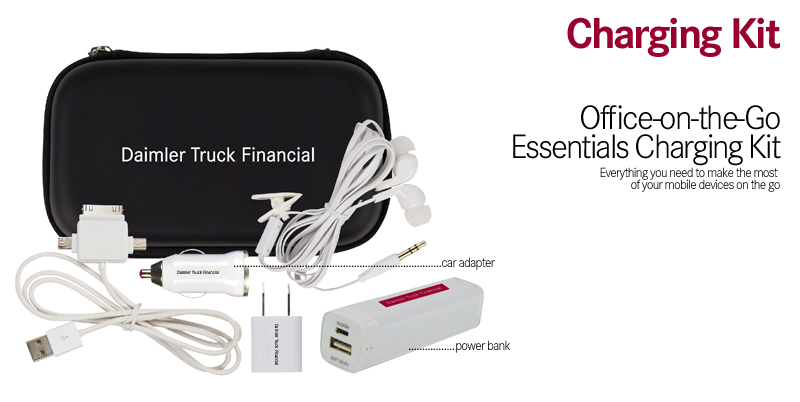 Charging Kit
Office-on-the-Go
Essentials Charging Kit
Everything you need to make the most
of your mobile devices on the go
Daimler Truck Financial
Daimler Truck Financial
car adapter
Daimler Truck Financial
Daimler Truck Financial
power bank